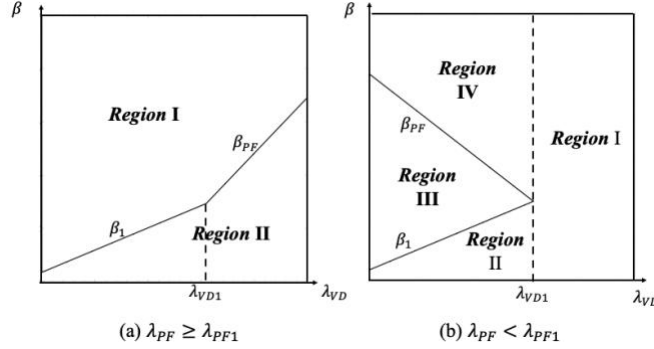 β
Region I
β_PF
β_1
Region II
λ_VD1
λ_VD
(a) λ_PF ≥ λ_PF1
β
Region
IV
β_PF
Region I
Region
III
β_1
Region
II
λ_VD1
λ_VD
(b) λ_PF < λ_PF1